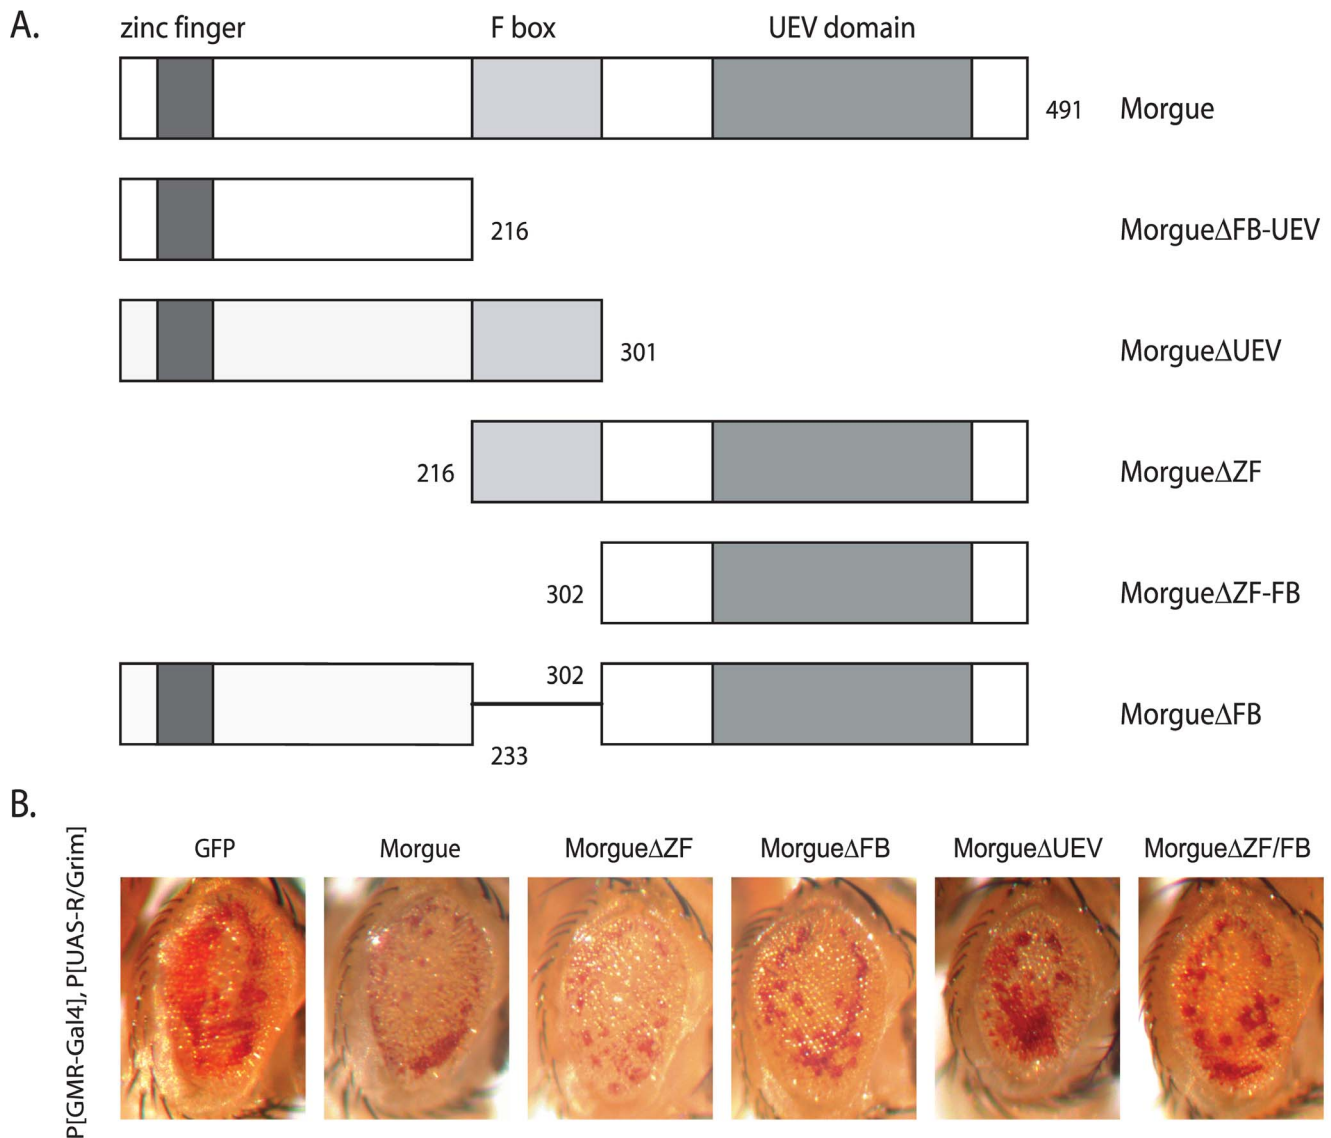 A.
zinc finger F box UEV domain
491 Morgue
216 MorgueΔFB-UEV
301 MorgueΔUEV
216 MorgueΔZF
302 MorgueΔZF-FB
302
MorgueΔFB
233
B.
P[GMR-Gal4], P[UAS-R/Grim]
GFP Morgue MorgueΔZF MorgueΔFB MorgueΔUEV MorgueΔZF/FB